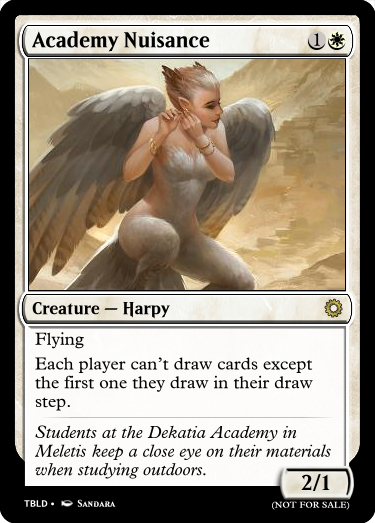 Academy Nuisance 1
Creature — Harpy
Flying
Each player can't draw cards except
the first one they draw in their draw
step.
Students at the Dekatia Academy in
Meletis keep a close eye on their materials
when studying outdoors.
2/1
TBLD • Sandara
(NOT FOR SALE)